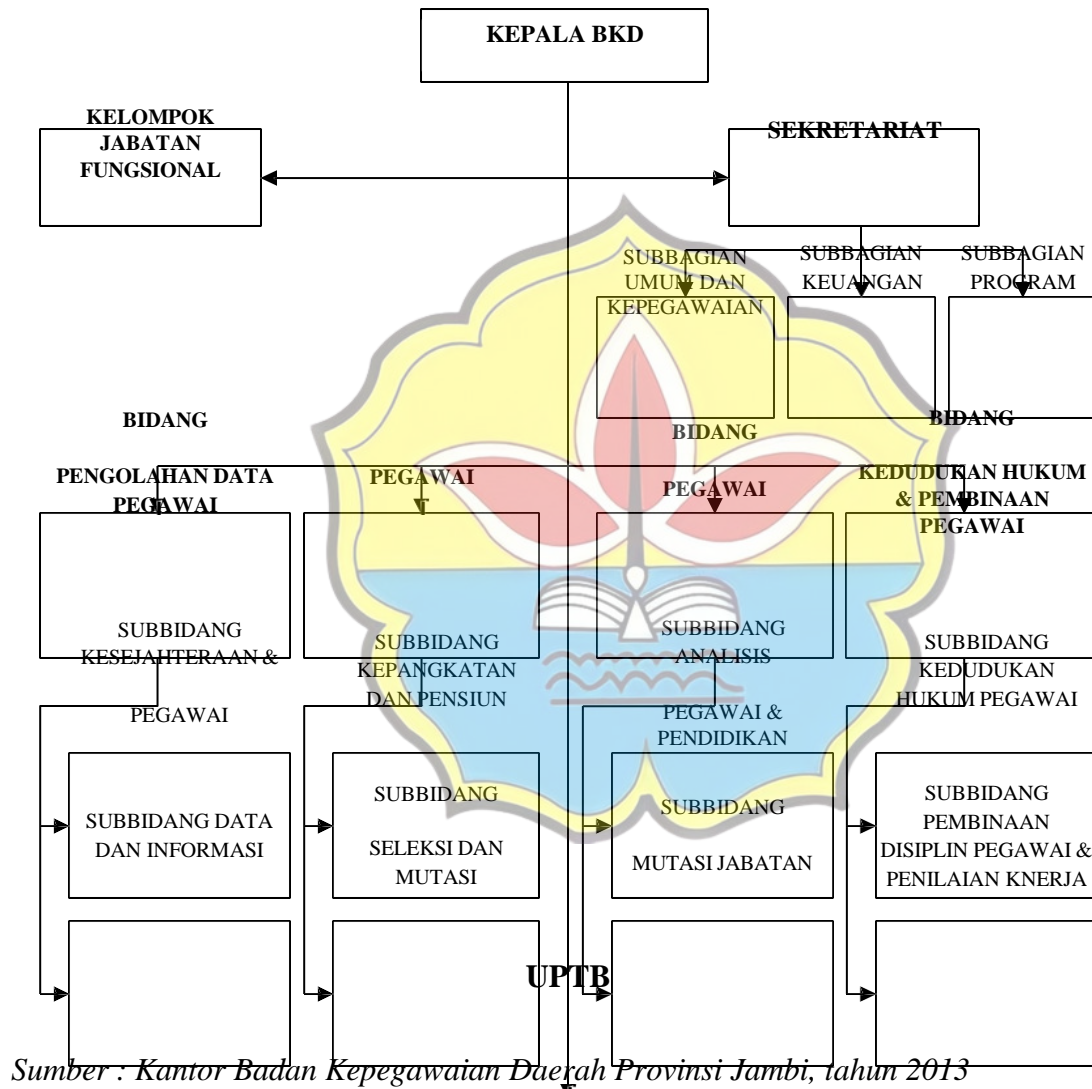 KEPALA BKD
KELOMPOK
JABATAN
FUNGSIONAL
SEKRETARIAT
SUBBAGIAN
UMUM DAN
KEPEGAWAIAN
SUBBAGIAN
KEUANGAN
SUBBAGIAN
PROGRAM
BIDANG
PENGOLAHAN DATA
PEGAWAI
PEGAWAI
BIDANG
PEGAWAI
BIDANG
KEDUDUKAN HUKUM
& PEMBINAAN
PEGAWAI
SUBBIDANG
KESEJAHTERAAN &
PEGAWAI
SUBBIDANG
KEPANGKATAN
DAN PENSIUN
SUBBIDANG
ANALISIS
PEGAWAI &
PENDIDIKAN
SUBBIDANG
KEDUDUKAN
HUKUM PEGAWAI
SUBBIDANG DATA
DAN INFORMASI
SUBBIDANG
SELEKSI DAN
MUTASI
SUBBIDANG
MUTASI JABATAN
SUBBIDANG
PEMBINAAN
DISIPLIN PEGAWAI &
PENILAIAN KNERJA
UPTB
Sumber : Kantor Badan Kepegawaian Daerah Provinsi Jambi, tahun 2013